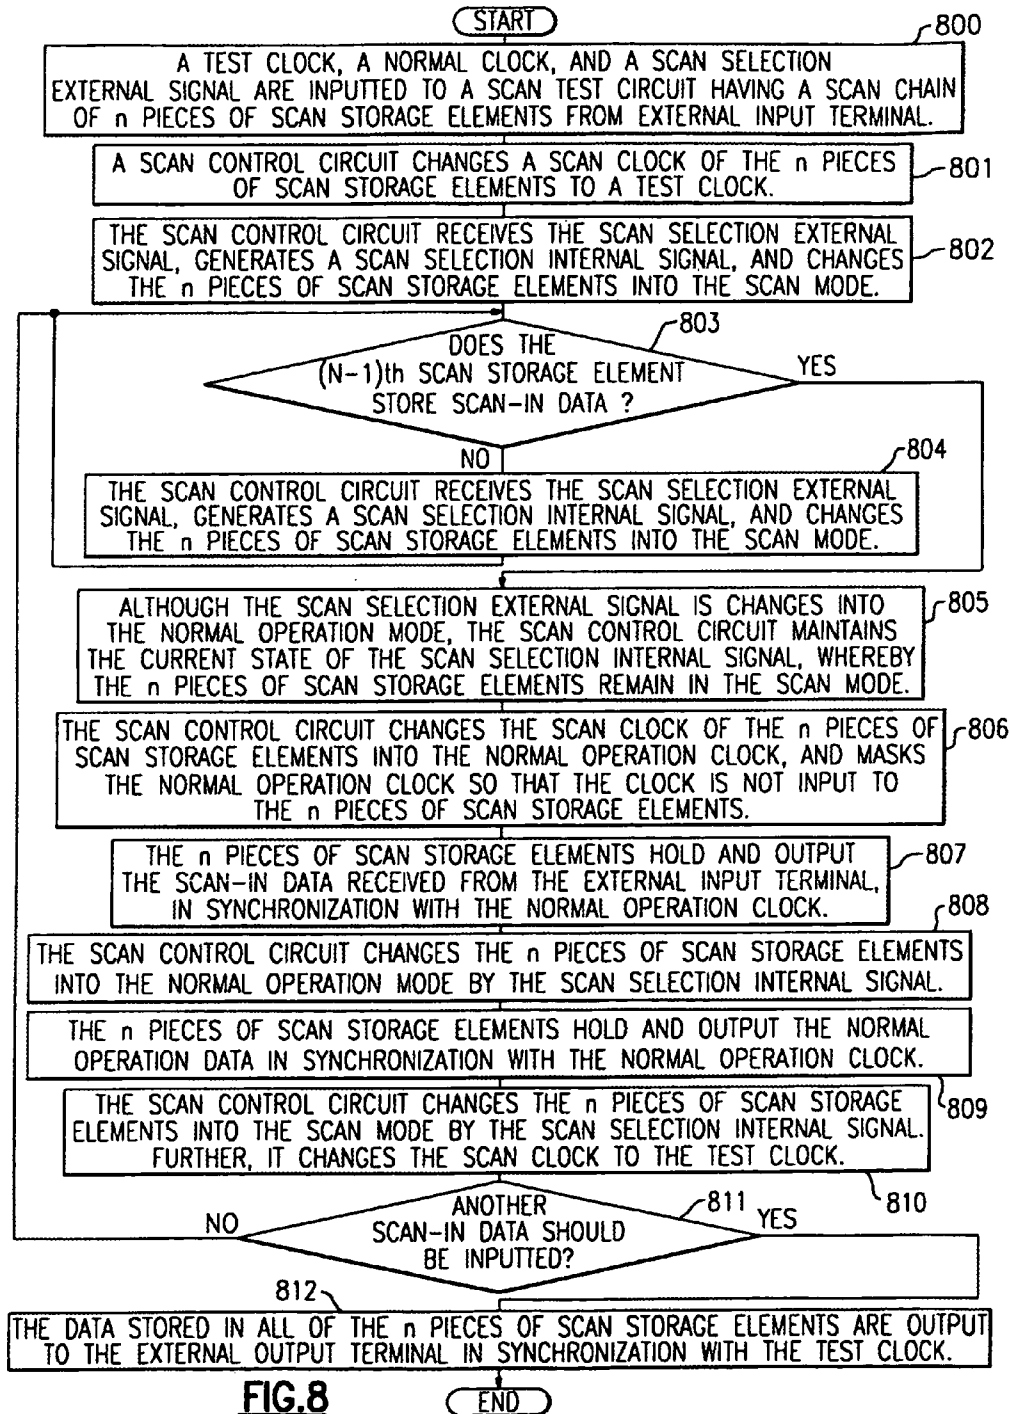 START
800
A TEST CLOCK, A NORMAL CLOCK, AND A SCAN SELECTION
EXTERNAL SIGNAL ARE INPUTTED TO A SCAN TEST CIRCUIT HAVING A SCAN CHAIN
OF n PIECES OF SCAN STORAGE ELEMENTS FROM EXTERNAL INPUT TERMINAL.
A SCAN CONTROL CIRCUIT CHANGES A SCAN CLOCK OF THE n PIECES
OF SCAN STORAGE ELEMENTS TO A TEST CLOCK.
801
THE SCAN CONTROL CIRCUIT RECEIVES THE SCAN SELECTION EXTERNAL
SIGNAL, GENERATES A SCAN SELECTION INTERNAL SIGNAL, AND CHANGES
THE n PIECES OF SCAN STORAGE ELEMENTS INTO THE SCAN MODE.
802
803
DOES THE
(N-1)th SCAN STORAGE ELEMENT
STORE SCAN-IN DATA ?
YES
NO
804
THE SCAN CONTROL CIRCUIT RECEIVES THE SCAN SELECTION EXTERNAL
SIGNAL, GENERATES A SCAN SELECTION INTERNAL SIGNAL, AND CHANGES
THE n PIECES OF SCAN STORAGE ELEMENTS INTO THE SCAN MODE.
ALTHOUGH THE SCAN SELECTION EXTERNAL SIGNAL IS CHANGES INTO
THE NORMAL OPERATION MODE, THE SCAN CONTROL CIRCUIT MAINTAINS
THE CURRENT STATE OF THE SCAN SELECTION INTERNAL SIGNAL, WHEREBY
THE n PIECES OF SCAN STORAGE ELEMENTS REMAIN IN THE SCAN MODE.
805
THE SCAN CONTROL CIRCUIT CHANGES THE SCAN CLOCK OF THE n PIECES OF
SCAN STORAGE ELEMENTS INTO THE NORMAL OPERATION CLOCK, AND MASKS
THE NORMAL OPERATION CLOCK SO THAT THE CLOCK IS NOT INPUT TO
THE n PIECES OF SCAN STORAGE ELEMENTS.
806
THE n PIECES OF SCAN STORAGE ELEMENTS HOLD AND OUTPUT
THE SCAN-IN DATA RECEIVED FROM THE EXTERNAL INPUT TERMINAL,
IN SYNCHRONIZATION WITH THE NORMAL OPERATION CLOCK.
807
808
THE SCAN CONTROL CIRCUIT CHANGES THE n PIECES OF SCAN STORAGE ELEMENTS
INTO THE NORMAL OPERATION MODE BY THE SCAN SELECTION INTERNAL SIGNAL.
THE n PIECES OF SCAN STORAGE ELEMENTS HOLD AND OUTPUT THE NORMAL
OPERATION DATA IN SYNCHRONIZATION WITH THE NORMAL OPERATION CLOCK.
809
THE SCAN CONTROL CIRCUIT CHANGES THE n PIECES OF SCAN STORAGE
ELEMENTS INTO THE SCAN MODE BY THE SCAN SELECTION INTERNAL SIGNAL.
FURTHER, IT CHANGES THE SCAN CLOCK TO THE TEST CLOCK.
810
811
ANOTHER
SCAN-IN DATA SHOULD
BE INPUTTED?
NO
YES
812
THE DATA STORED IN ALL OF THE n PIECES OF SCAN STORAGE ELEMENTS ARE OUTPUT
TO THE EXTERNAL OUTPUT TERMINAL IN SYNCHRONIZATION WITH THE TEST CLOCK.
FIG.8
END